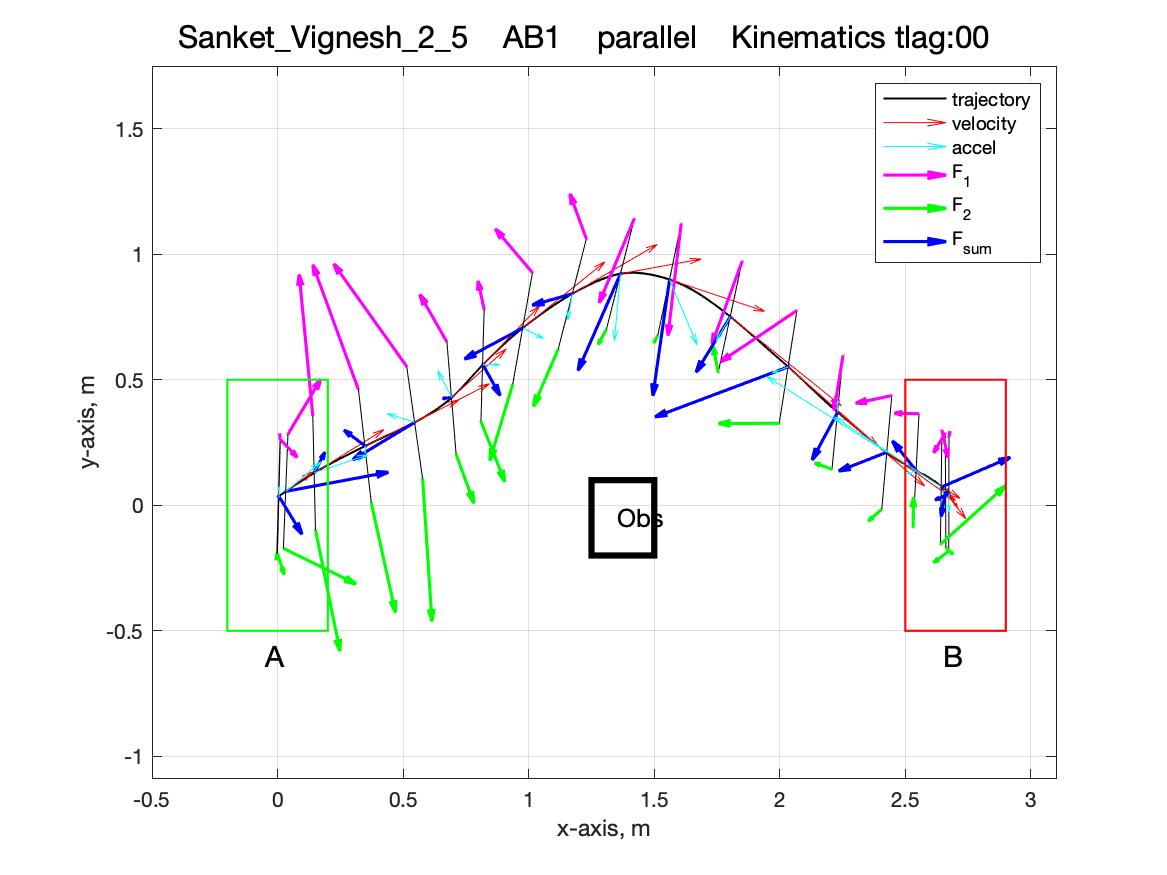 Sanket_Vignesh_2_5 AB1 parallel Kinematics tlag:00
trajectory
velocity
accel
F1
F2
Fsum
1.5
1
0.5
0
-0.5
-1
y-axis, m
Obs
A
B
-0.5
0
0.5
1
1.5
2
2.5
3
x-axis, m